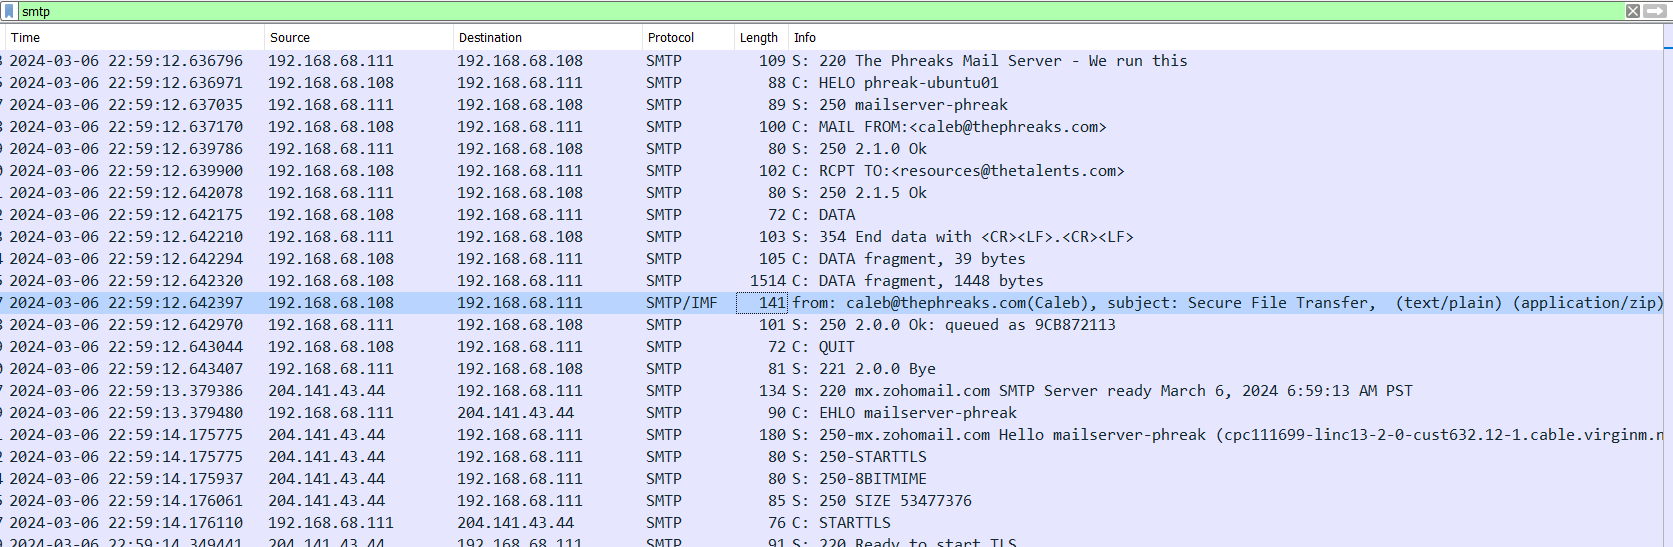 smtp
Time Source Destination Protocol Length Info
3 2024-03-06 22:59:12.636796 192.168.68.111 192.168.68.108 SMTP 109 S: 220 The Phreaks Mail Server - We run this
5 2024-03-06 22:59:12.636971 192.168.68.108 192.168.68.111 SMTP 88 C: HELO phreak-ubuntu01
7 2024-03-06 22:59:12.637035 192.168.68.111 192.168.68.108 SMTP 89 S: 250 mailserver-phreak
3 2024-03-06 22:59:12.637170 192.168.68.108 192.168.68.111 SMTP 100 C: MAIL FROM:<caleb@thephreaks.com>
9 2024-03-06 22:59:12.639786 192.168.68.111 192.168.68.108 SMTP 80 S: 250 2.1.0 Ok
0 2024-03-06 22:59:12.639900 192.168.68.108 192.168.68.111 SMTP 102 C: RCPT TO:<resources@thetalents.com>
1 2024-03-06 22:59:12.642078 192.168.68.111 192.168.68.108 SMTP 80 S: 250 2.1.5 Ok
2 2024-03-06 22:59:12.642175 192.168.68.108 192.168.68.111 SMTP 72 C: DATA
3 2024-03-06 22:59:12.642210 192.168.68.111 192.168.68.108 SMTP 103 S: 354 End data with <CR><LF>.<CR><LF>
4 2024-03-06 22:59:12.642294 192.168.68.108 192.168.68.111 SMTP 105 C: DATA fragment, 39 bytes
5 2024-03-06 22:59:12.642320 192.168.68.108 192.168.68.111 SMTP 1514 C: DATA fragment, 1448 bytes
7 2024-03-06 22:59:12.642397 192.168.68.108 192.168.68.111 SMTP/IMF 141 from: caleb@thephreaks.com(Caleb), subject: Secure File Transfer, (text/plain) (application/zip)
3 2024-03-06 22:59:12.642970 192.168.68.111 192.168.68.108 SMTP 101 S: 250 2.0.0 Ok: queued as 9CB872113
9 2024-03-06 22:59:12.643044 192.168.68.108 192.168.68.111 SMTP 72 C: QUIT
0 2024-03-06 22:59:12.643407 192.168.68.111 192.168.68.108 SMTP 81 S: 221 2.0.0 Bye
7 2024-03-06 22:59:13.379386 204.141.43.44 192.168.68.111 SMTP 134 S: 220 mx.zohomail.com SMTP Server ready March 6, 2024 6:59:13 AM PST
9 2024-03-06 22:59:13.379480 192.168.68.111 204.141.43.44 SMTP 90 C: EHLO mailserver-phreak
1 2024-03-06 22:59:14.175775 204.141.43.44 192.168.68.111 SMTP 180 S: 250-mx.zohomail.com Hello mailserver-phreak (cpc111699-linc13-2-0-cust632.12-1.cable.virginm.n
2 2024-03-06 22:59:14.175775 204.141.43.44 192.168.68.111 SMTP 80 S: 250-STARTTLS
4 2024-03-06 22:59:14.175937 204.141.43.44 192.168.68.111 SMTP 80 S: 250-8BITMIME
5 2024-03-06 22:59:14.176061 204.141.43.44 192.168.68.111 SMTP 85 S: 250 SIZE 53477376
7 2024-03-06 22:59:14.176110 192.168.68.111 204.141.43.44 SMTP 76 C: STARTTLS
9 2024-03-06 22:59:14.349441 204.141.43.44 192.168.68.111 SMTP 91 S: 220 Ready to start TLS